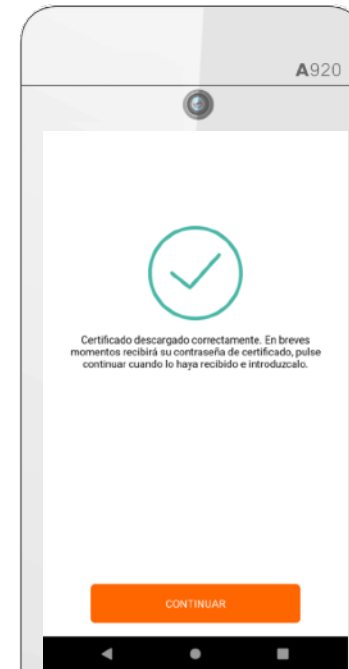 A920
Certificado descargado correctamente. En breves
momentos recibirá su contraseña de certificado, pulse
continuar cuando lo haya recibido e introduzcalo.
CONTINUAR